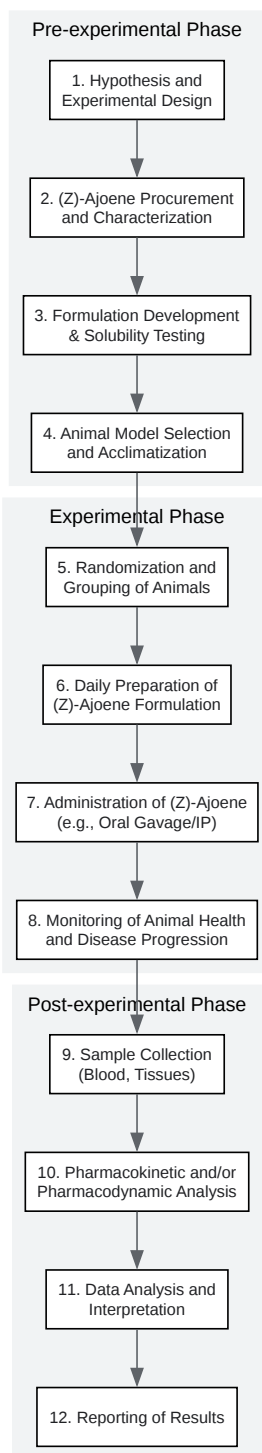 Pre-experimental Phase
1. Hypothesis and
Experimental Design
2. (Z)-Ajoene Procurement
and Characterization
3. Formulation Development
& Solubility Testing
4. Animal Model Selection
and Acclimatization
Experimental Phase
5. Randomization and
Grouping of Animals
6. Daily Preparation of
(Z)-Ajoene Formulation
7. Administration of (Z)-Ajoene
(e.g., Oral Gavage/IP)
8. Monitoring of Animal Health
and Disease Progression
Post-experimental Phase
9. Sample Collection
(Blood, Tissues)
10. Pharmacokinetic and/or
Pharmacodynamic Analysis
11. Data Analysis and
Interpretation
12. Reporting of Results